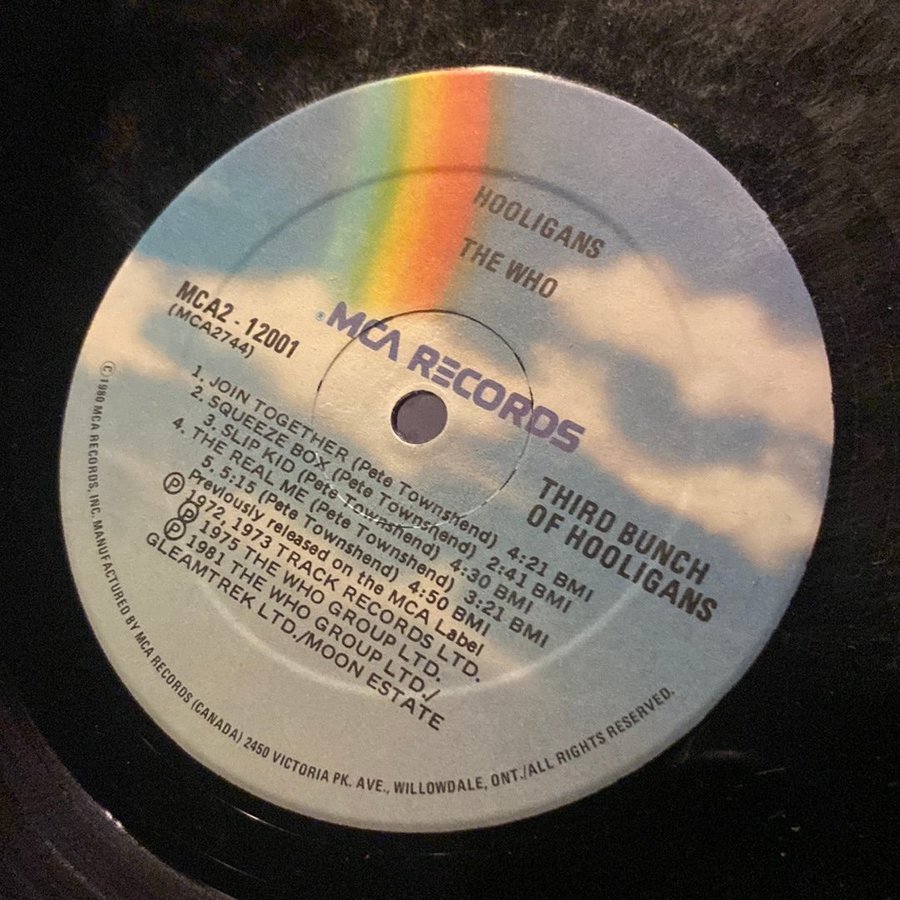 HOOLIGANS
THE WHO
MCA RECORDS
®
MCA2 - 12001
(MCA2744)
THIRD BUNCH
OF HOOLIGANS
1. JOIN TOGETHER (Pete Townshend) 4:21 BMI
2. SQUEEZE BOX (Pete Townshend) 2:41 BMI
3. SLIP KID (Pete Townshend) 4:30 BMI
4. THE REAL ME (Pete Townshend) 3:21 BMI
5. 5:15 (Pete Townshend) 4:50 BMI
Previously released on the MCA Label
℗ 1972, 1973 TRACK RECORDS LTD.
℗ 1975 THE WHO GROUP LTD.
℗ 1981 THE WHO GROUP LTD./
GLEAMTREK LTD./MOON ESTATE
©1980 MCA RECORDS, INC. MANUFACTURED BY MCA RECORDS (CANADA) 2450 VICTORIA PK. AVE., WILLOWDALE, ONT./ALL RIGHTS RESERVED.